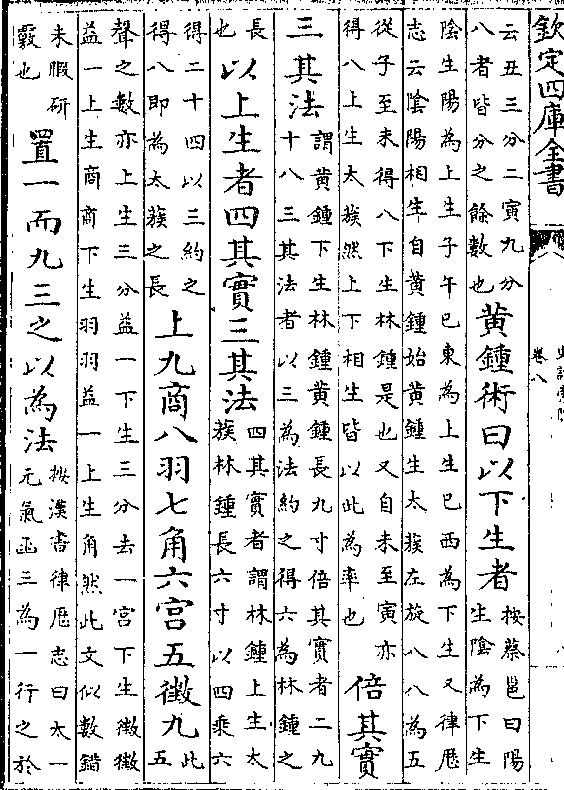 欽定四庫全書
卷八
云丑三分二寅九分
八者皆分之餘數也
黃鍾術曰以下生者
按蔡邕曰陽
生陰為下生
陰生陽為上生子午巳東為上生巳西為下生又律厯
志云陰陽相生自黃鍾始黃鍾生太蔟左旋八八為五
從子至未得八下生林鍾是也又自未至寅亦
得八上生太蔟然上下相生皆以此為率也
倍其實
三其法
謂黃鍾下生林鍾黃鍾長九寸倍其實者二九
十八三其法者以三為法約之得六為林鍾之
長
也
以上生者四其實三其法
四其實者謂林鍾上生太
蔟林鍾長六寸以四乘六
得二十四以三約之
得八即為太蔟之長
上九商八羽七角六宮五徵九
此
五
聲之數亦上生三分益一下生三分去一宮下生徵徵
益一上生商商下生羽羽益一上生角然此文似數錯
未暇研
覈也
置一而九三之以為法
按漢書律厯志曰太一
元氣函三為一行之於